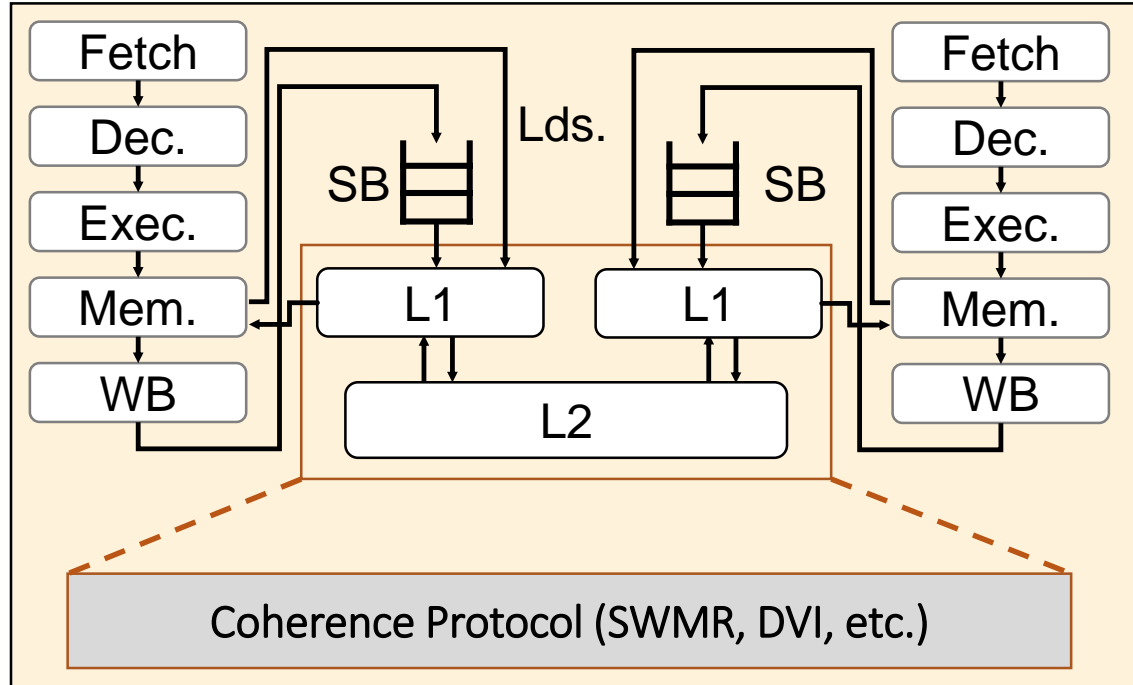 Fetch
Dec.
Exec.
Mem.
WB
Lds.
SB
SB
L1
L1
L2
Fetch
Dec.
Exec.
Mem.
WB
Coherence Protocol (SWMR, DVI, etc.)